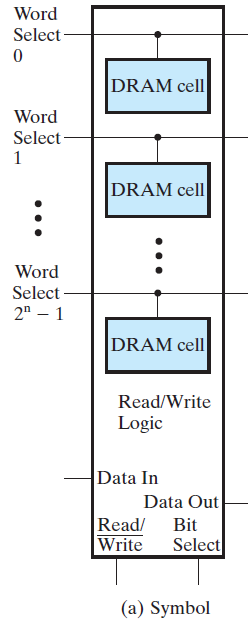 Word
Select
0
DRAM cell
Word
Select
1
DRAM cell
Word
Select
2ⁿ – 1
DRAM cell
Read/Write
Logic
Data In
Data Out
Read/
Write
Bit
Select
(a) Symbol